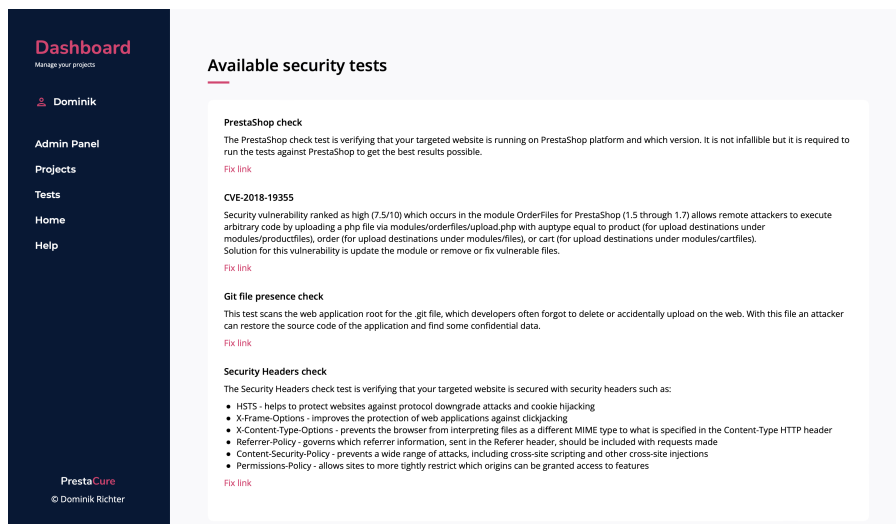 Dashboard
Manage your projects
Dominik
Admin Panel
Projects
Tests
Home
Help
PrestaCure
© Dominik Richter
Available security tests
PrestaShop check
The PrestaShop check test is verifying that your targeted website is running on PrestaShop platform and which version. It is not infallible but it is required to
run the tests against PrestaShop to get the best results possible.
Fix link
CVE-2018-19355
Security vulnerability ranked as high (7.5/10) which occurs in the module OrderFiles for PrestaShop (1.5 through 1.7) allows remote attackers to execute
arbitrary code by uploading a php file via modules/orderfiles/upload.php with auptype equal to product (for upload destinations under
modules/productfiles), order (for upload destinations under modules/files), or cart (for upload destinations under modules/cartfiles).
Solution for this vulnerability is update the module or remove or fix vulnerable files.
Fix link
Git file presence check
This test scans the web application root for the .git file, which developers often forgot to delete or accidentally upload on the web. With this file an attacker
can restore the source code of the application and find some confidential data.
Fix link
Security Headers check
The Security Headers check test is verifying that your targeted website is secured with security headers such as:
● HSTS - helps to protect websites against protocol downgrade attacks and cookie hijacking
● X-Frame-Options - improves the protection of web applications against clickjacking
● X-Content-Type-Options - prevents the browser from interpreting files as a different MIME type to what is specified in the Content-Type HTTP header
● Referrer-Policy - governs which referrer information, sent in the Referer header, should be included with requests made
● Content-Security-Policy - prevents a wide range of attacks, including cross-site scripting and other cross-site injections
● Permissions-Policy - allows sites to more tightly restrict which origins can be granted access to features
Fix link